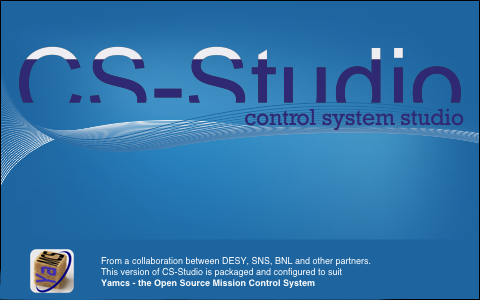 CS-Studio
control system studio
YaMCS
From a collaboration between DESY, SNS, BNL and other partners.
This version of CS-Studio is packaged and configured to suit
Yamcs - the Open Source Mission Control System